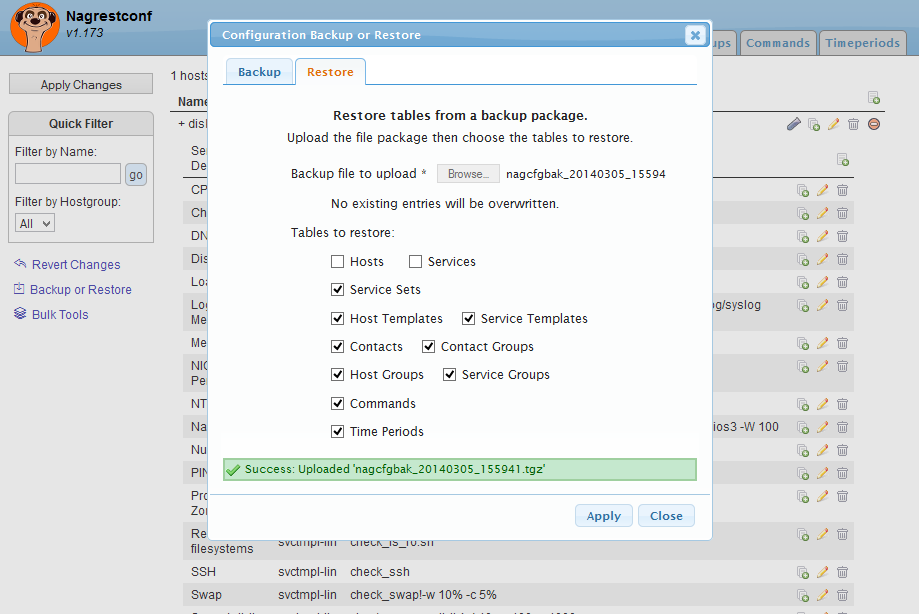 Nagrestconf
v1.173
Configuration Backup or Restore
ups
Commands
Timeperiods
Apply Changes
1 hosts
Backup
Restore
Name
Quick Filter
Restore tables from a backup package.
Upload the file package then choose the tables to restore.
Filter by Name:
go
Filter by Hostgroup:
All
Revert Changes
Backup or Restore
Bulk Tools
Backup file to upload *
Browse...
nagcfgbak_20140305_15594
No existing entries will be overwritten.
Tables to restore:
Hosts
Services
Service Sets
Host Templates
Service Templates
Contacts
Contact Groups
Host Groups
Service Groups
Commands
Time Periods
Success: Uploaded 'nagcfgbak_20140305_155941.tgz'
Apply
Close
Se
De
CP
Ch
DN
Dis
Loa
Log
og/syslog
Me
Me
NIC
Pe
NT
Na
ios3 -W 100
Nu
PIN
Pro
Zo
Re
filesystems
svctmpl-lin
SSH
svctmpl-lin
check_ssh
Swap
svctmpl-lin
check_swap!-w 10% -c 5%